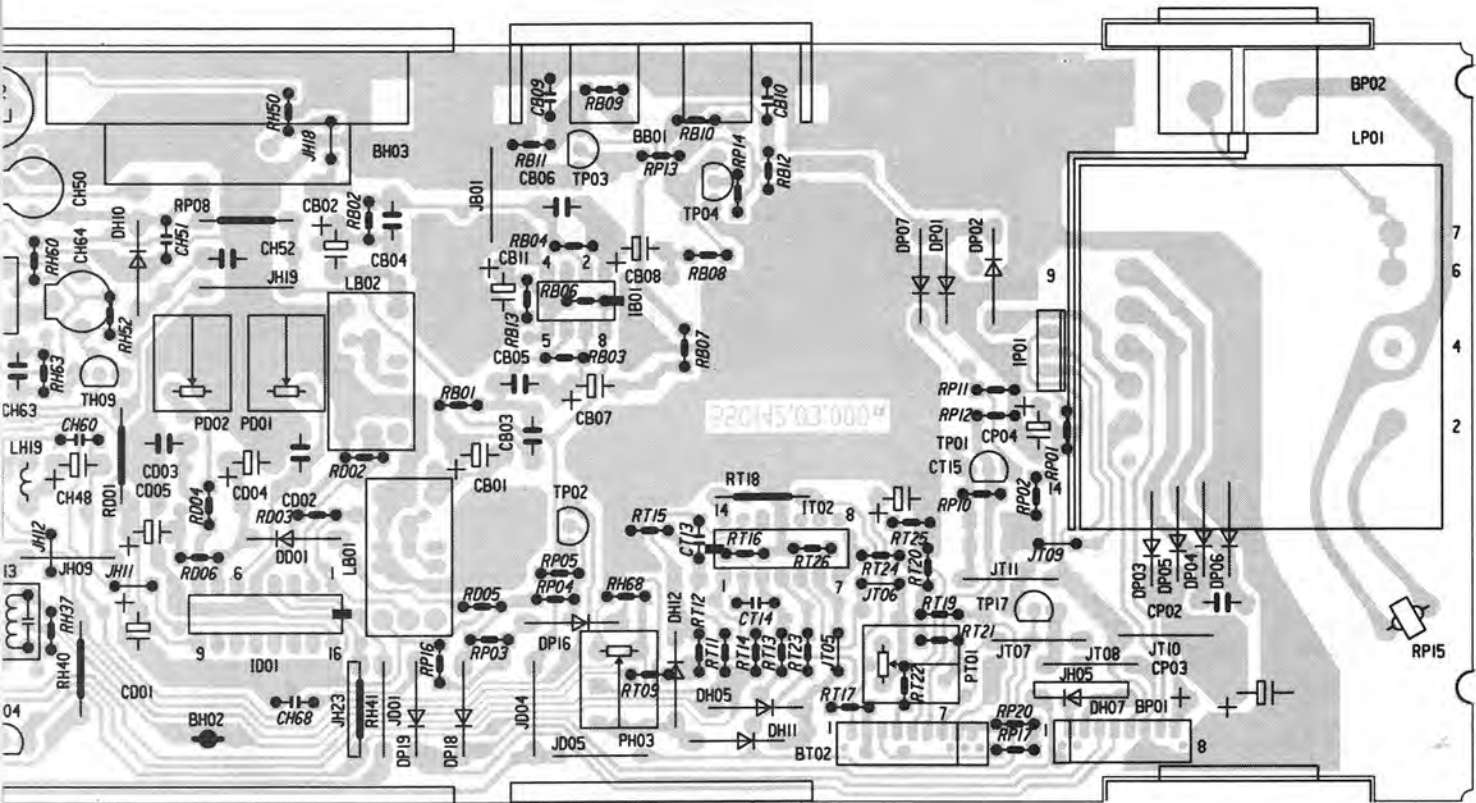 BP02
RH50
JH18
BH03
CB09
RB09
CB10
RB10
BB01
RP14
LP01
RB11
CB06
TP03
RP13
RB12
CH50
RP08
CB02
RB02
JB01
TP04
DH10
CH51
CH64
RH60
CH52
CB04
RB04
CB11
4
2
CB08
RB08
DP07
DP01
DP02
7
6
9
JH19
LB02
RB06
IB01
RB13
RH52
5
8
CB05
RB03
RB07
IP01
4
RH63
TH09
CH63
PD02
PD01
RB01
CB07
RP11
RP12
CP04
2
CH60
LH19
CD03
CB03
TP01
CT15
RP01
CH48
RD01
CD05
RD04
CD04
RD02
CB01
RT18
RP02
14
CD02
RD03
TP02
14
IT02
8
RP10
JH12
RT15
CT13
RT16
RT26
RT25
JT09
JH09
DD01
LB01
JH11
RD06
6
1
RP05
RP04
RH68
1
7
RT24
RT20
JT06
JT11
DP03
DP05
DP04
DP06
13
RH37
RD05
DH12
RT12
CT14
RT19
TP17
CP02
DP16
RP03
RT11
RT14
RT13
RT23
JT05
RT21
JT07
JT08
JT10
RP15
9
ID01
16
RH40
RP16
RT09
PT01
RT22
JH05
CP03
CD01
04
CH68
JH23
RH41
JD01
JD04
DH05
RT17
DH07
BP01
BH02
DP19
DP18
JD05
PH03
DH11
1
BT02
7
RP20
RP17
1
8